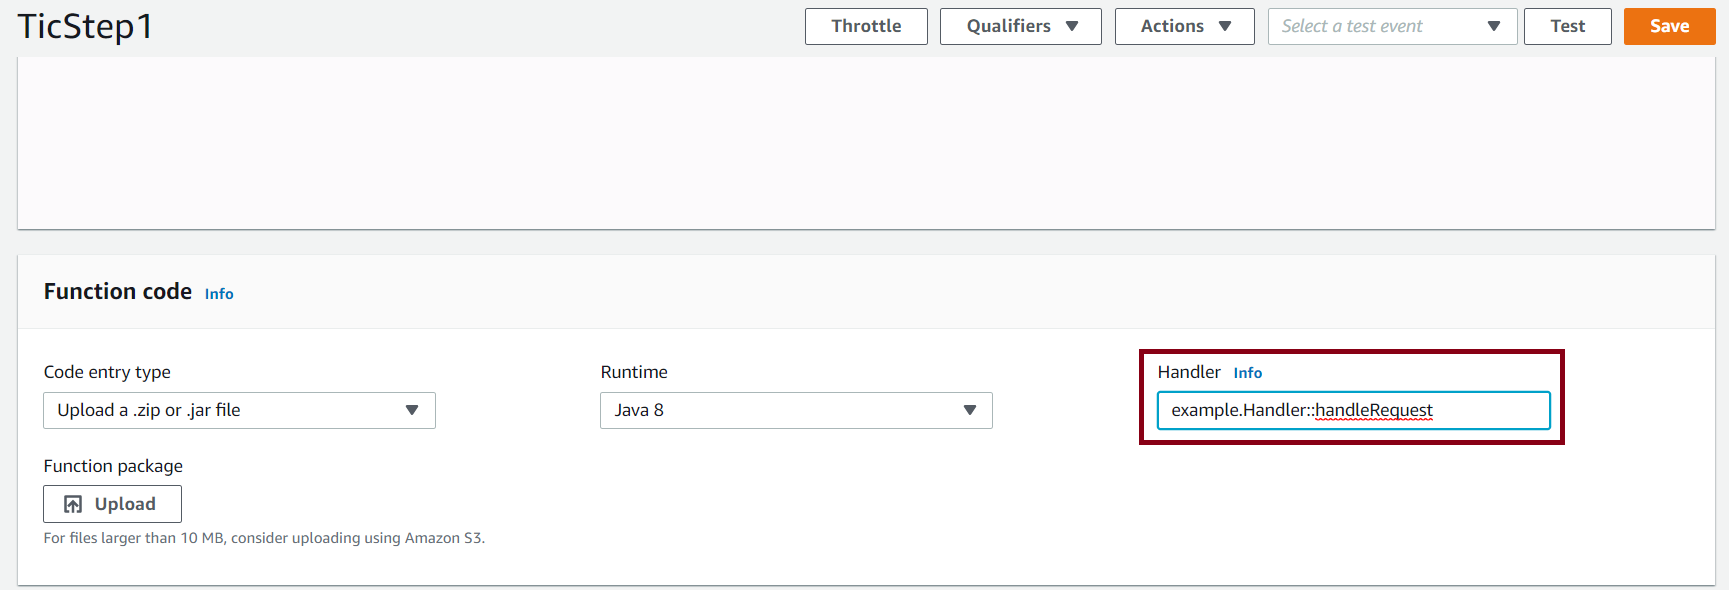 TicStep1
Throttle
Qualifiers
Actions
Select a test event
Test
Save
Function code Info
Code entry type
Runtime
Handler Info
Upload a .zip or .jar file
Java 8
example.Handler::handleRequest
Function package
Upload
For files larger than 10 MB, consider uploading using Amazon S3.